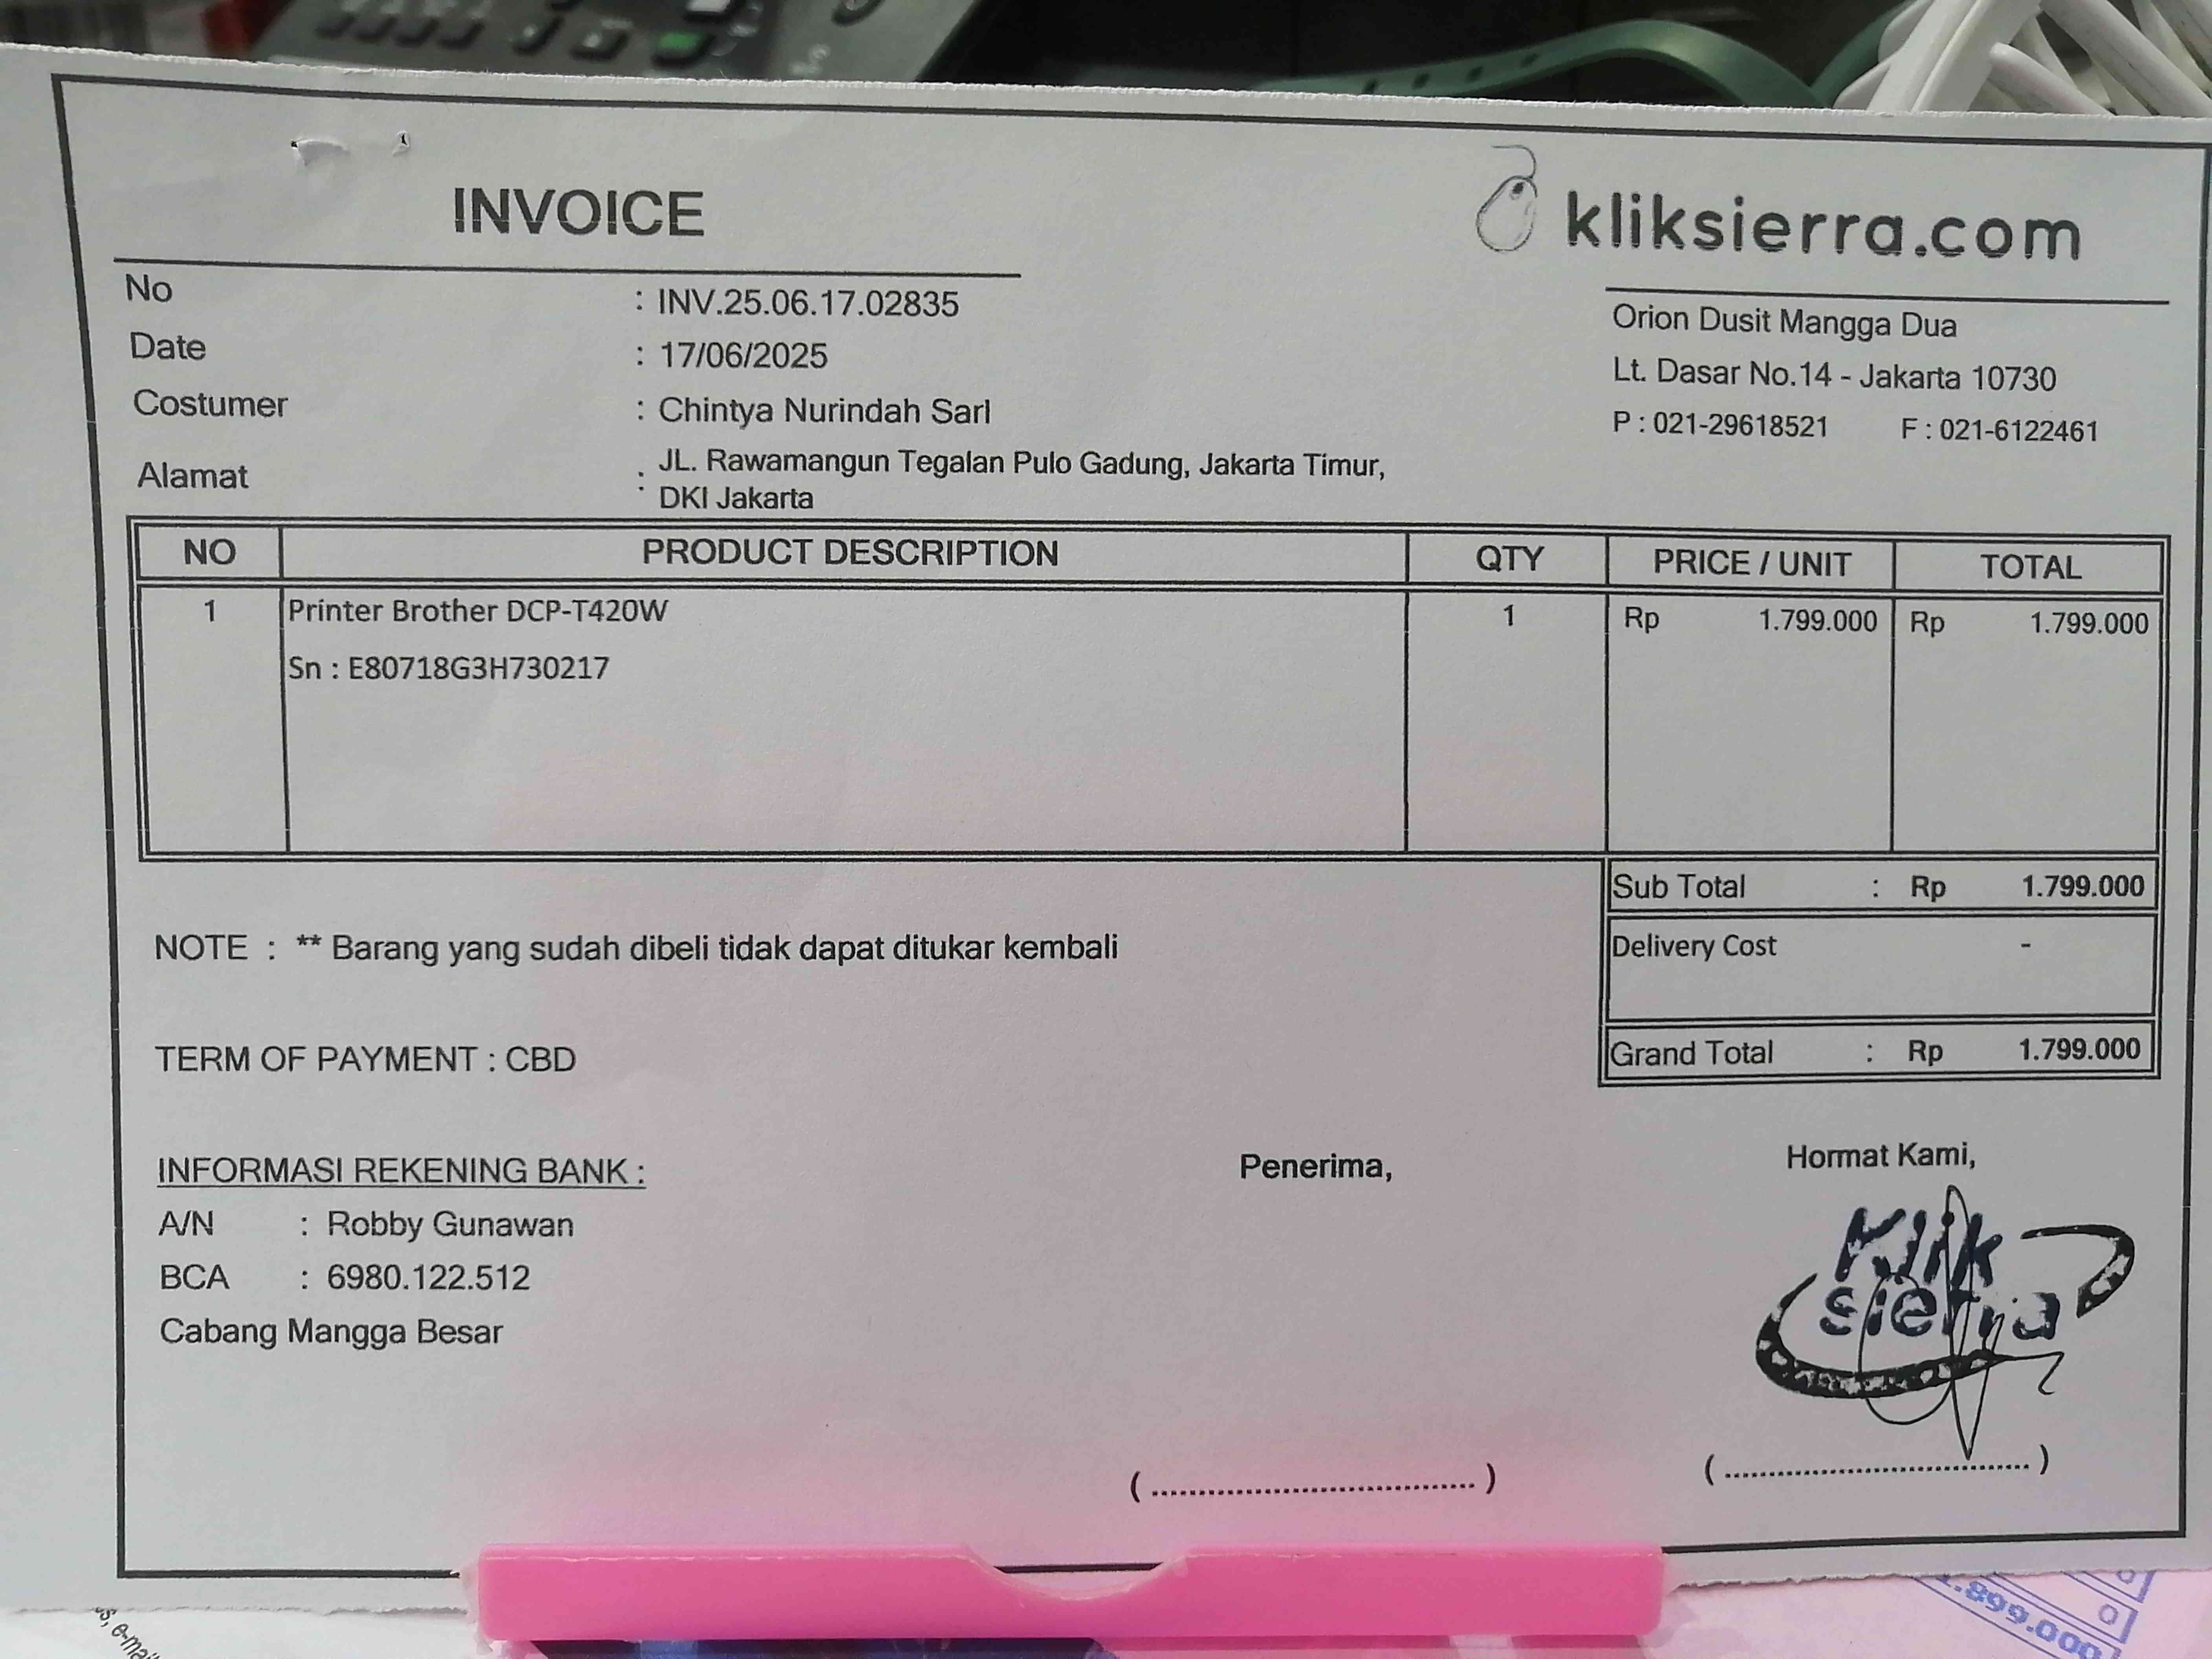 INVOICE
kliksierra.com
No : INV.25.06.17.02835
Date : 17/06/2025
Costumer : Chintya Nurindah Sari
Alamat : JL. Rawamangun Tegalan Pulo Gadung, Jakarta Timur,
DKI Jakarta
Orion Dusit Mangga Dua
Lt. Dasar No.14 - Jakarta 10730
P : 021-29618521 F : 021-6122461
NO PRODUCT DESCRIPTION QTY PRICE / UNIT TOTAL
1 Printer Brother DCP-T420W 1 Rp 1.799.000 Rp 1.799.000
Sn : E80718G3H730217
Sub Total : Rp 1.799.000
NOTE : ** Barang yang sudah dibeli tidak dapat ditukar kembali
Delivery Cost -
TERM OF PAYMENT : CBD
Grand Total : Rp 1.799.000
INFORMASI REKENING BANK :
A/N : Robby Gunawan
BCA : 6980.122.512
Cabang Mangga Besar
Penerima,
Hormat Kami,
Klik
sierra
(....................................)
(....................................)
e-mai
0
.899.000